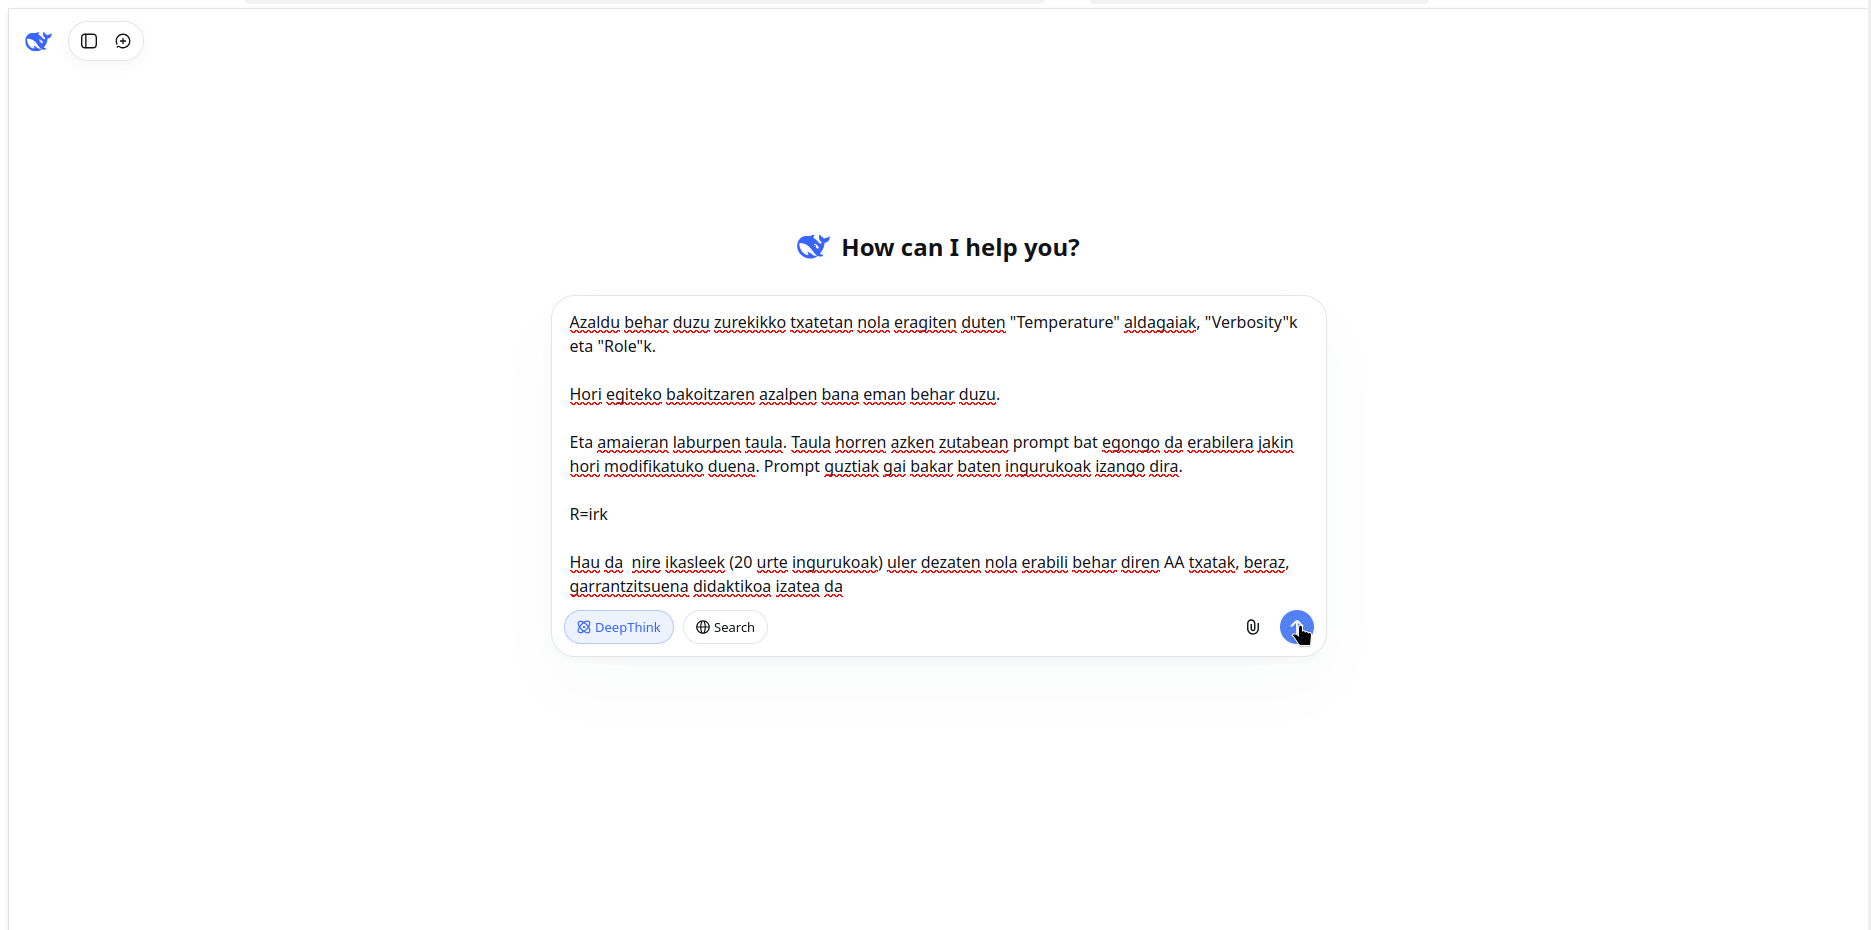 How can I help you?
Azaldu behar duzu zurekikko txatetan nola eragiten duten "Temperature" aldagaiak, "Verbosity"k
eta "Role"k.
Hori egiteko bakoitzaren azalpen bana eman behar duzu.
Eta amaieran laburpen taula. Taula horren azken zutabean prompt bat egongo da erabilera jakin
hori modifikatuko duena. Prompt guztiak gai bakar baten ingurukoak izango dira.
R=irk
Hau da  nire ikasleek (20 urte ingurukoak) uler dezaten nola erabili behar diren AA txatak, beraz,
garrantzitsuena didaktikoa izatea da
DeepThink
Search